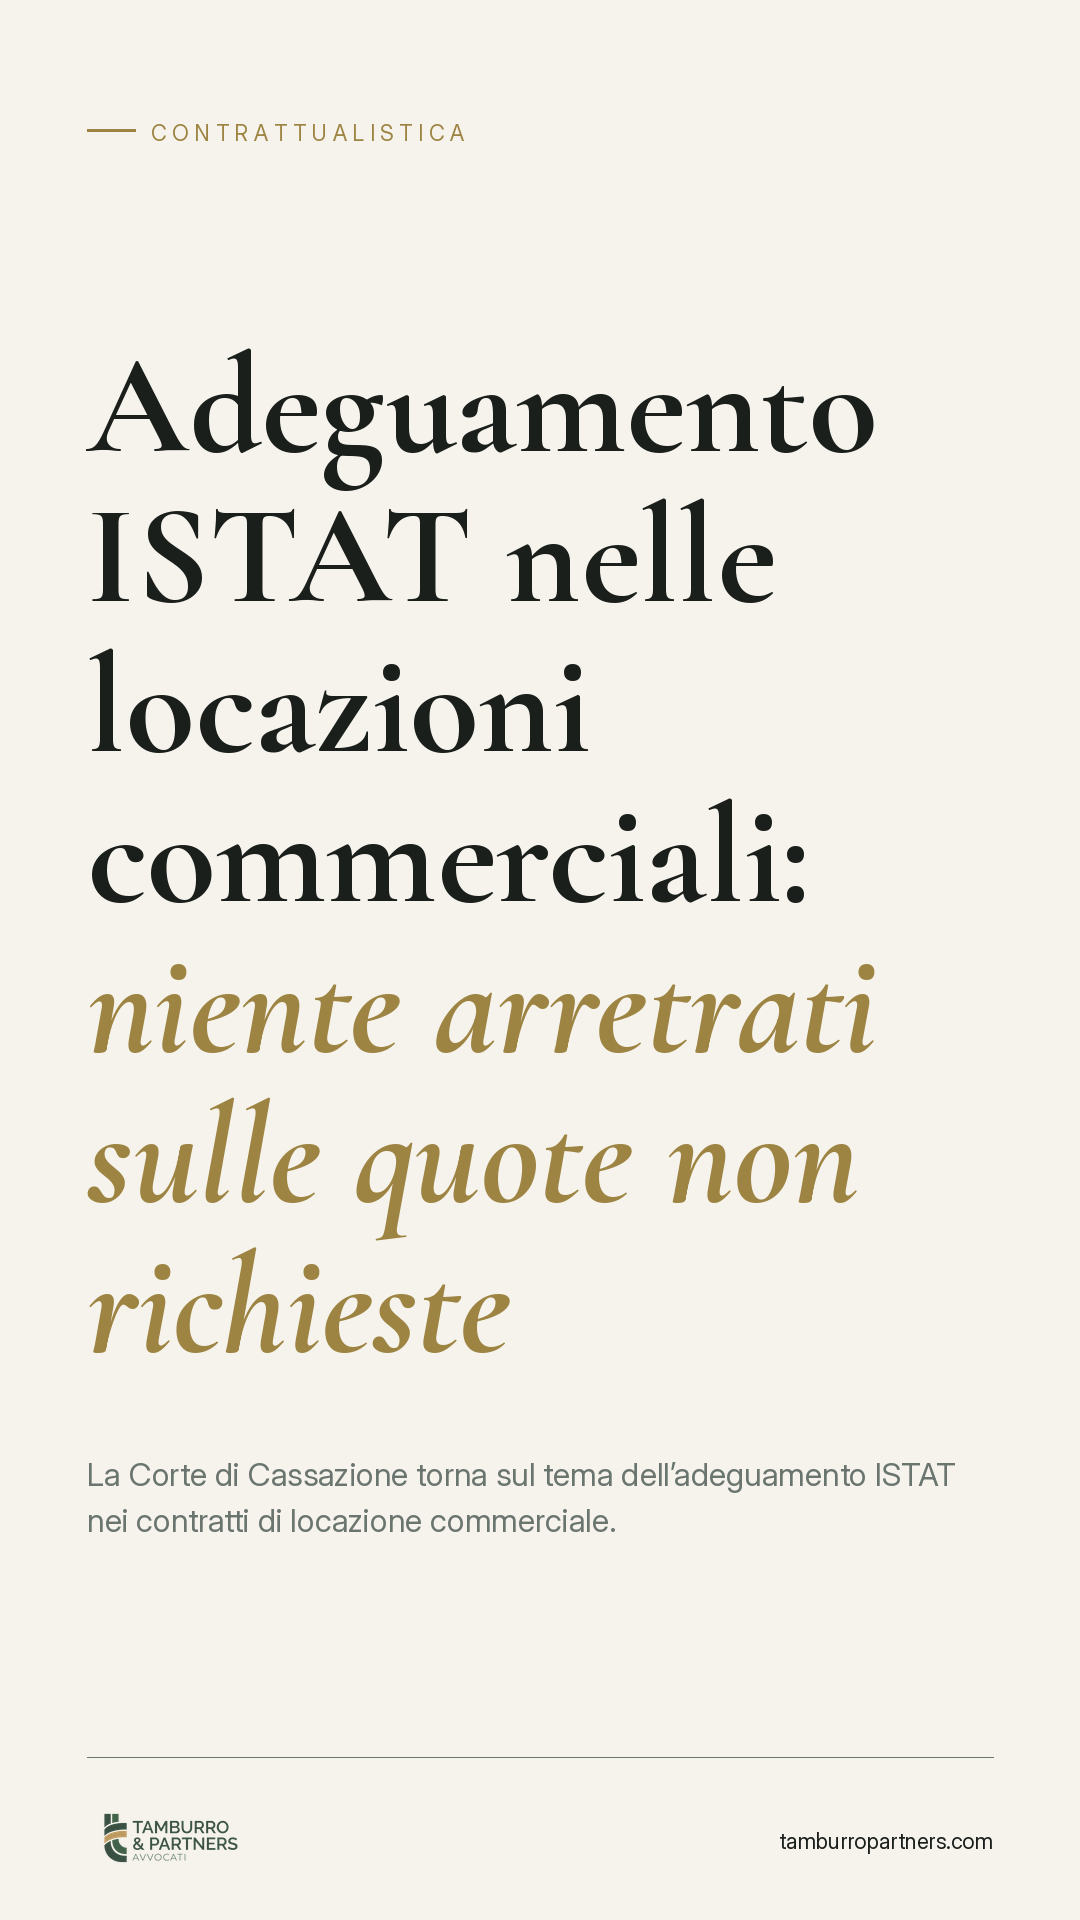 CONTRATTUALISTICA
Adeguamento
ISTAT nelle
locazioni
commerciali:
niente arretrati
sulle quote non
richieste
La Corte di Cassazione torna sul tema dell’adeguamento ISTAT
nei contratti di locazione commerciale.
TAMBURRO
& PARTNERS
AVVOCATI
tamburropartners.com